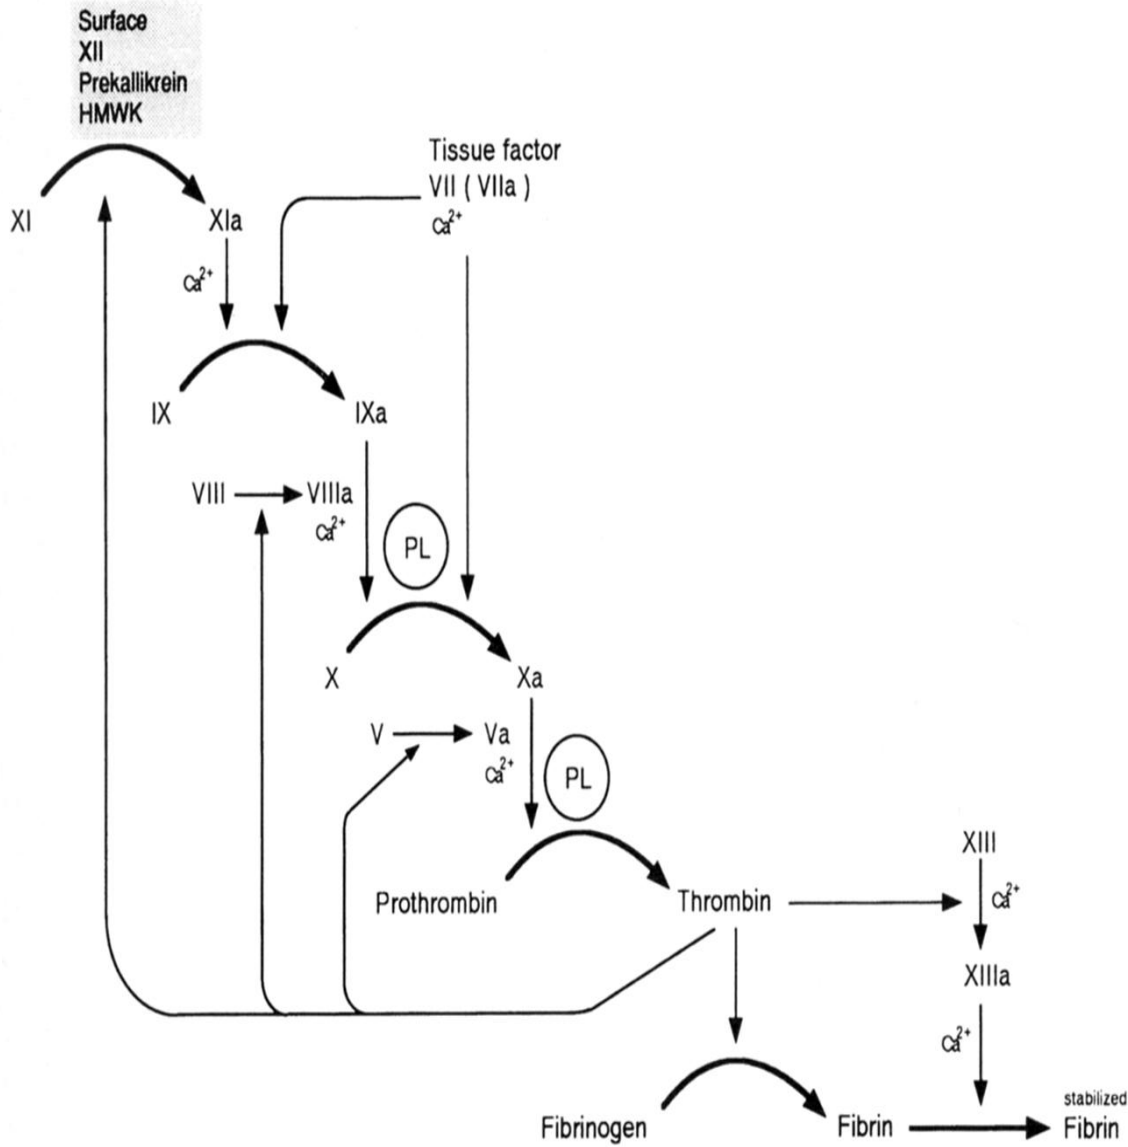 Surface
XII
Prekallikrein
HMWK
Tissue factor
VII ( VIIa )
Ca2+
XI
XIa
Ca2+
IX
IXa
VIII
VIIIa
Ca2+
PL
X
Xa
V
Va
Ca2+
PL
XIII
Ca2+
Prothrombin
Thrombin
XIIIa
Ca2+
stabilized
Fibrinogen
Fibrin
Fibrin